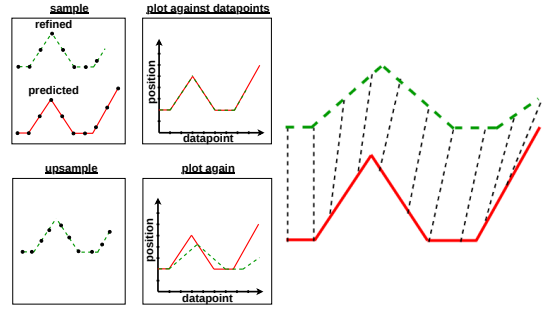 sample
plot against datapoints
refined
predicted
position
datapoint
upsample
plot again
position
datapoint